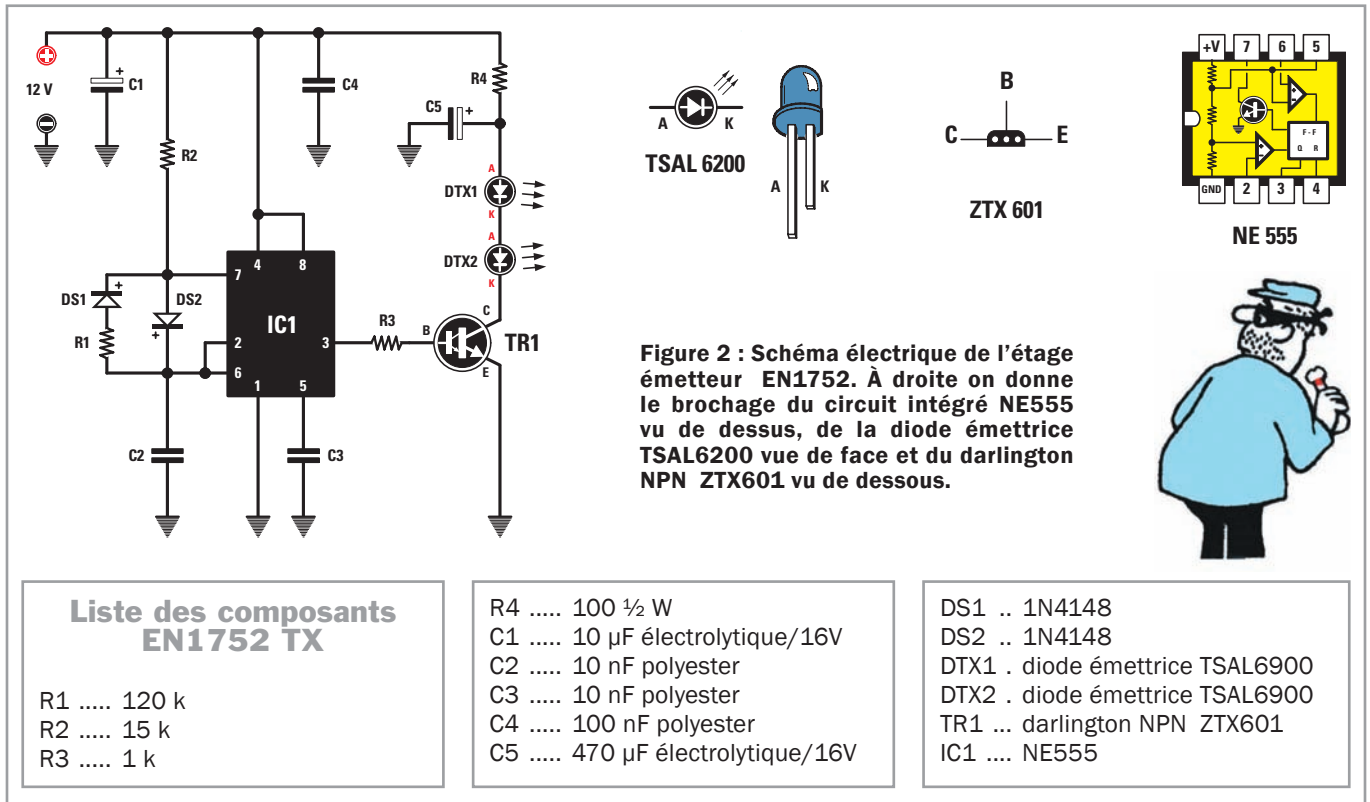 12 V
C1
R2
C4
R4
C5
+
+
A
DTX1
K
A
DTX2
K
DS1
+
DS2
+
R1
7
4
8
2
6
IC1
3
1
5
R3
B
C
E
TR1
C2
C3
A
K
TSAL 6200
A
K
B
C
E
ZTX 601
+V
7
6
5
F-F
Q
R
GND
2
3
4
NE 555
Figure 2 : Schéma électrique de l’étage
émetteur EN1752. À droite on donne
le brochage du circuit intégré NE555
vu de dessus, de la diode émettrice
TSAL6200 vue de face et du darlington
NPN ZTX601 vu de dessous.
Liste des composants
EN1752 TX
R1 ..... 120 k
R2 ..... 15 k
R3 ..... 1 k
R4 ..... 100 ½ W
C1 ..... 10 µF électrolytique/16V
C2 ..... 10 nF polyester
C3 ..... 10 nF polyester
C4 ..... 100 nF polyester
C5 ..... 470 µF électrolytique/16V
DS1 .. 1N4148
DS2 .. 1N4148
DTX1 . diode émettrice TSAL6900
DTX2 . diode émettrice TSAL6900
TR1 ... darlington NPN ZTX601
IC1 .... NE555